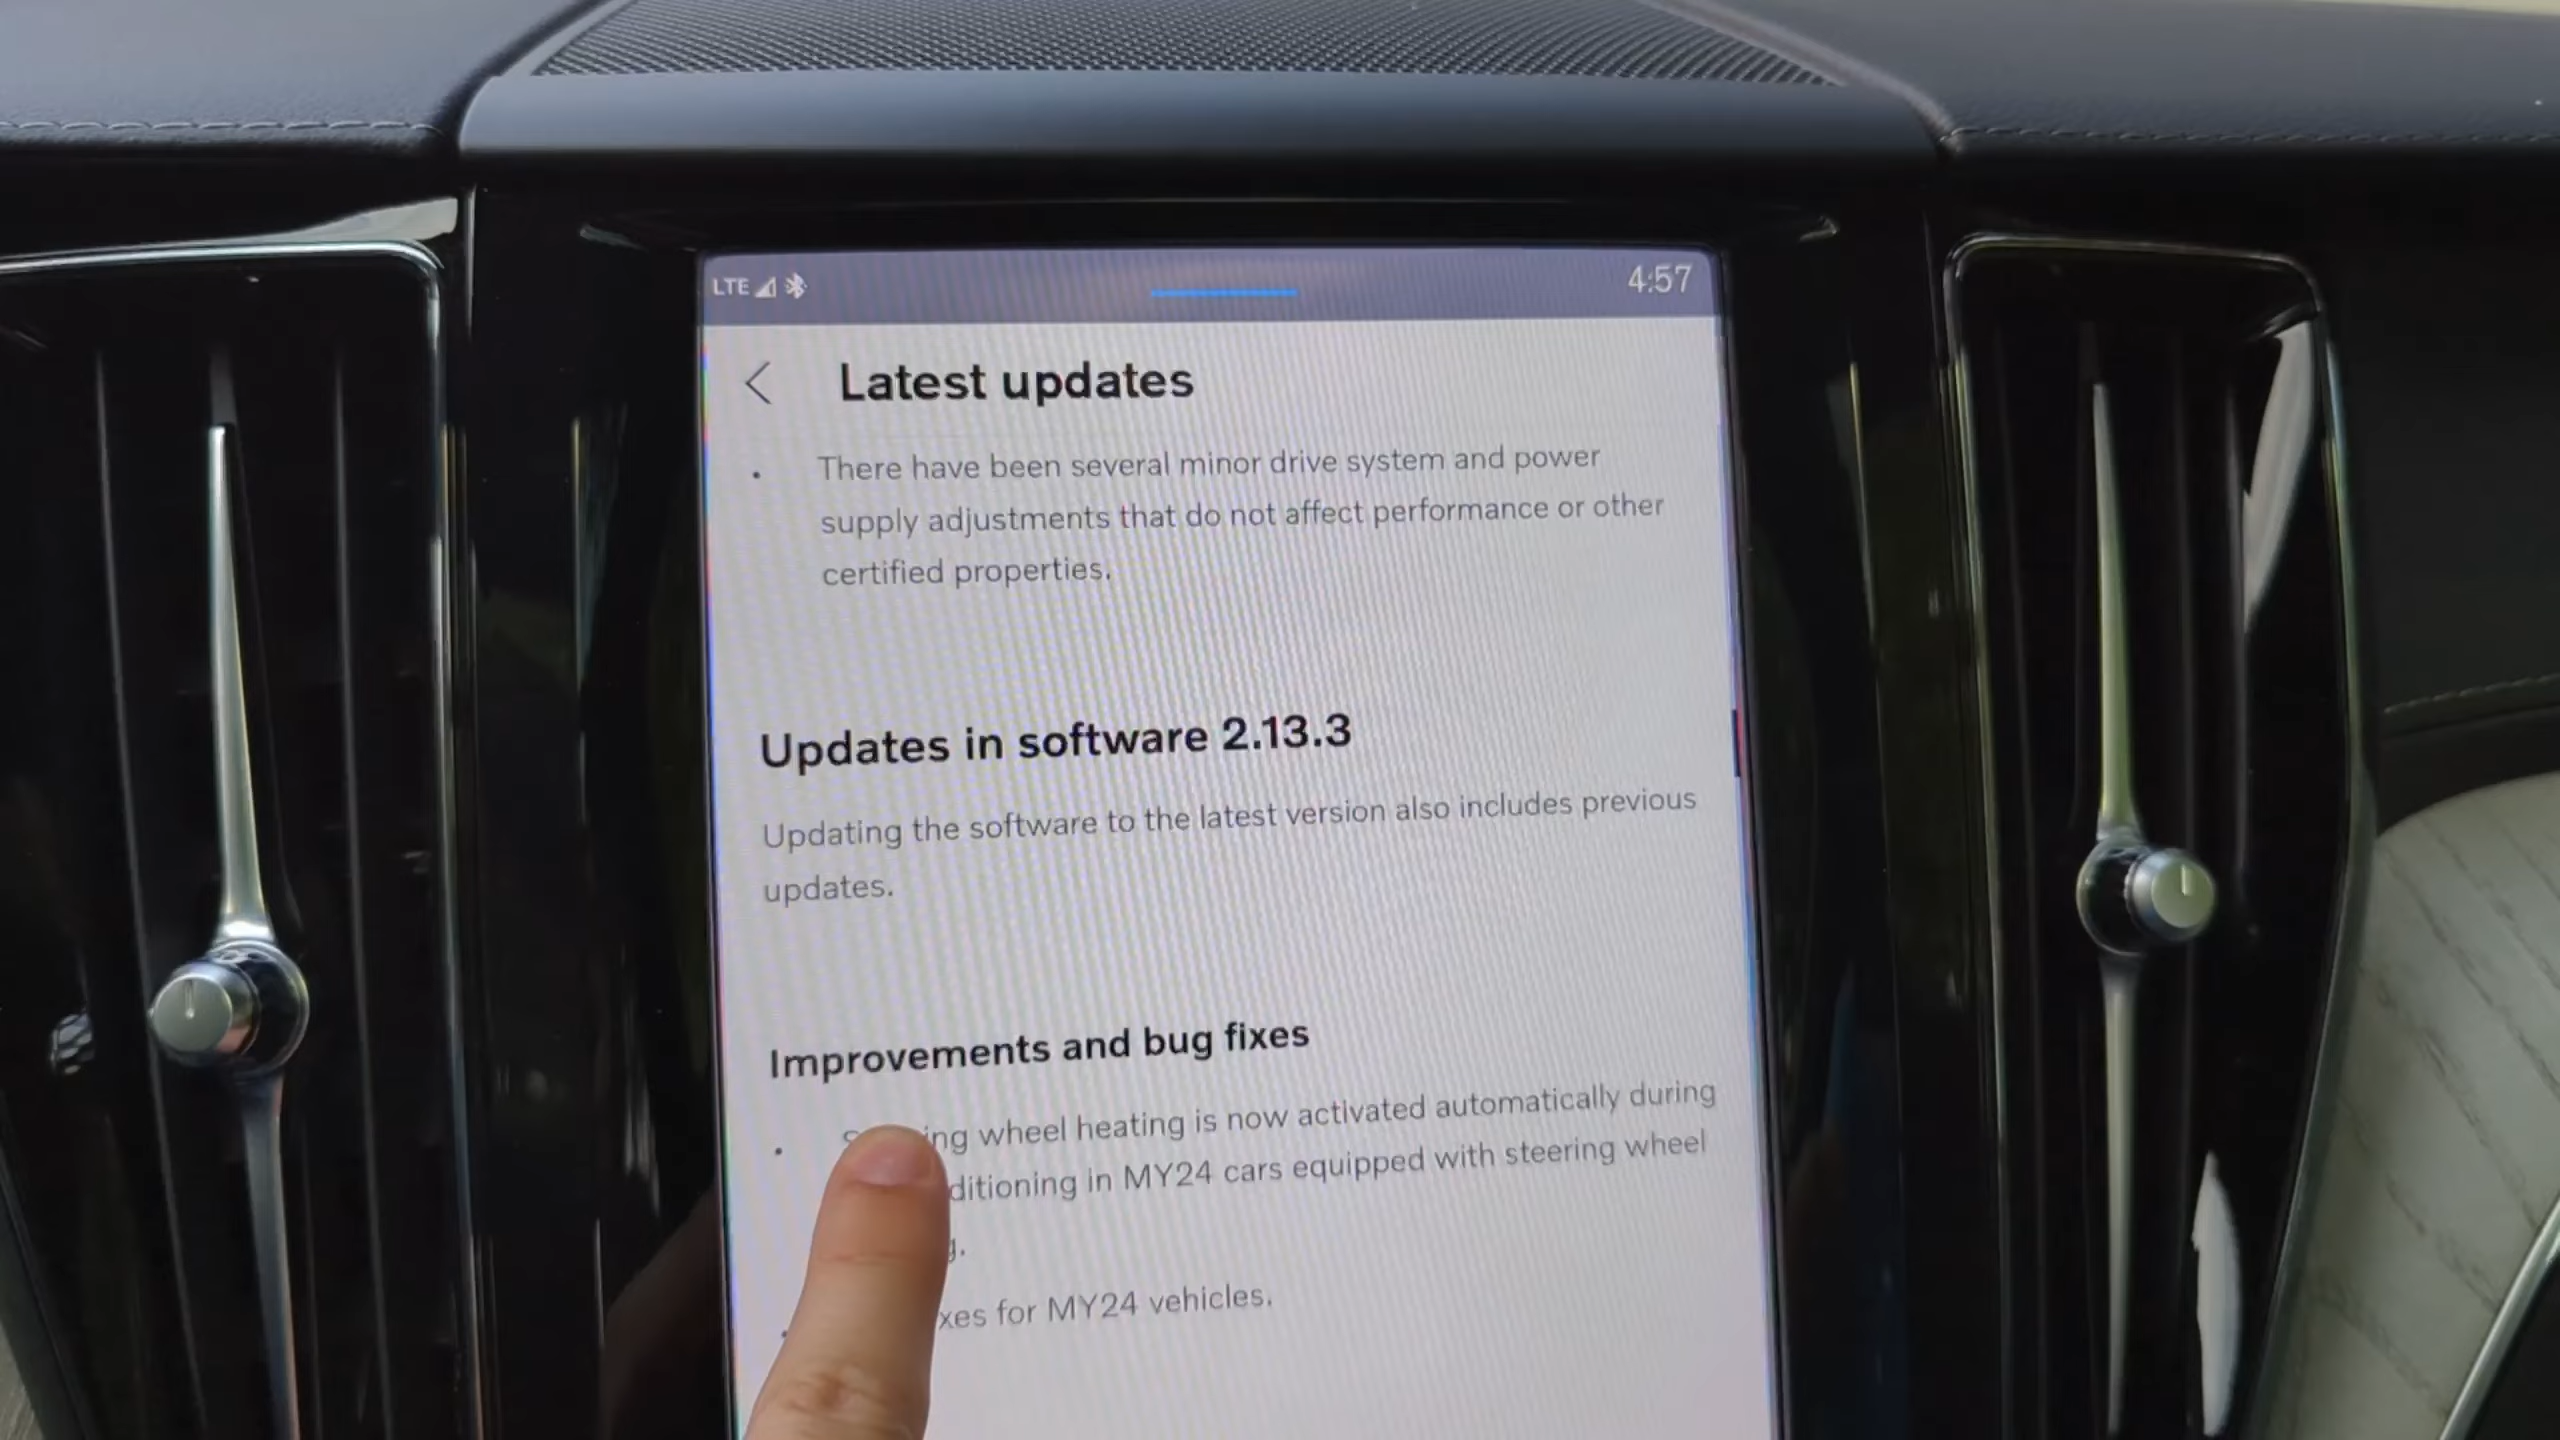 LTE 4:57
Latest updates
• There have been several minor drive system and power
supply adjustments that do not affect performance or other
certified properties.
Updates in software 2.13.3
Updating the software to the latest version also includes previous
updates.
Improvements and bug fixes
• wheel heating is now activated automatically during
in MY24 cars equipped with steering wheel
• for MY24 vehicles.